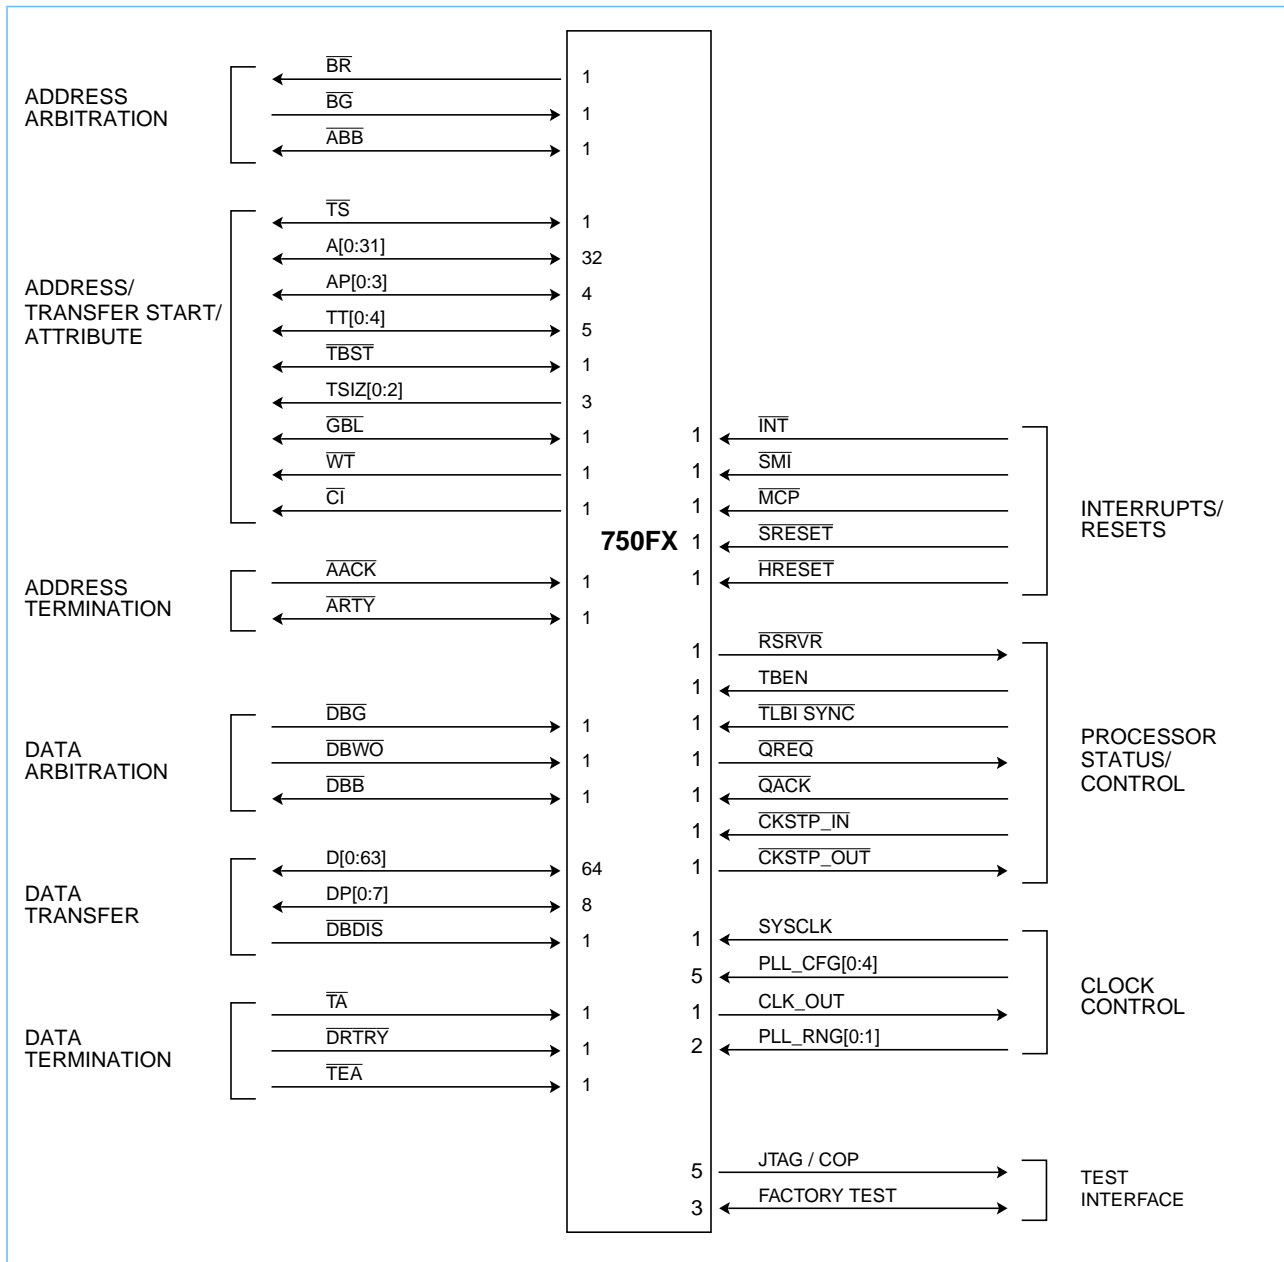 ADDRESS
ARBITRATION
BR
1
BG
1
ABB
1
ADDRESS/
TRANSFER START/
ATTRIBUTE
TS
1
A[0:31]
32
AP[0:3]
4
TT[0:4]
5
TBST
1
TSIZ[0:2]
3
GBL
1
WT
1
CI
1
ADDRESS
TERMINATION
AACK
1
ARTY
1
DATA
ARBITRATION
DBG
1
DBWO
1
DBB
1
DATA
TRANSFER
D[0:63]
64
DP[0:7]
8
DBDIS
1
DATA
TERMINATION
TA
1
DRTRY
1
TEA
1
750FX
1
INT
1
SMI
1
MCP
1
SRESET
1
HRESET
INTERRUPTS/
RESETS
1
RSRVR
1
TBEN
1
TLBI SYNC
1
QREQ
1
QACK
1
CKSTP_IN
1
CKSTP_OUT
PROCESSOR
STATUS/
CONTROL
1
SYSCLK
5
PLL_CFG[0:4]
1
CLK_OUT
2
PLL_RNG[0:1]
CLOCK
CONTROL
5
JTAG / COP
3
FACTORY TEST
TEST
INTERFACE